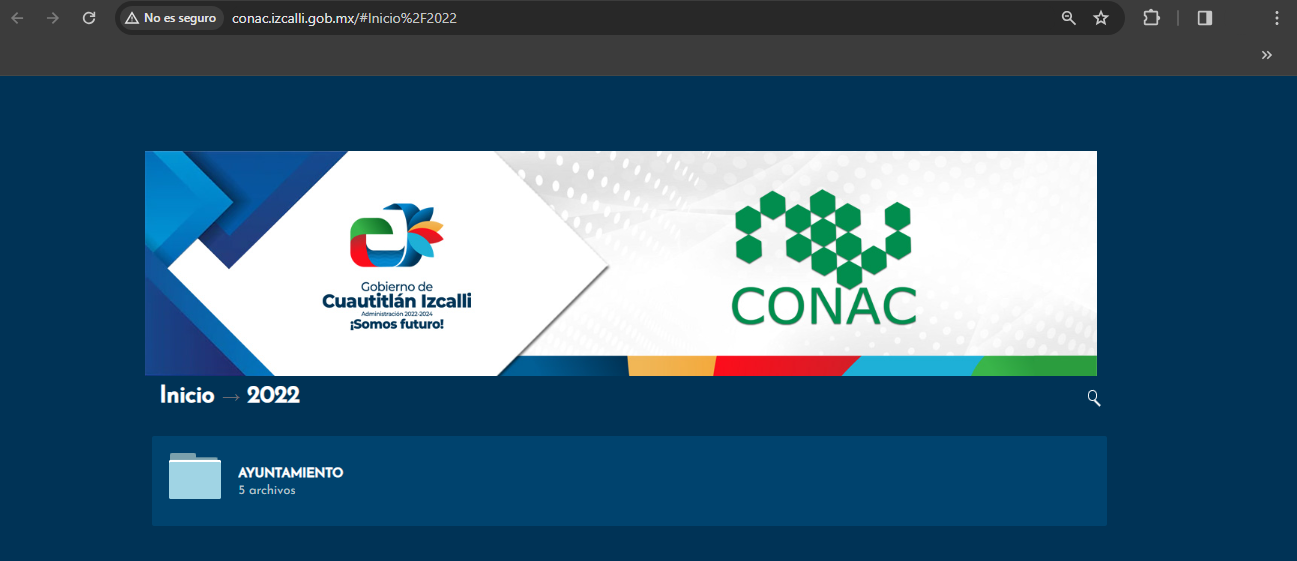 No es seguro conac.izcalli.gob.mx/#Inicio%2F2022
Gobierno de
Cuautitlán Izcalli
Administración 2022-2024
¡Somos futuro!
CONAC
Inicio → 2022
AYUNTAMIENTO
5 archivos